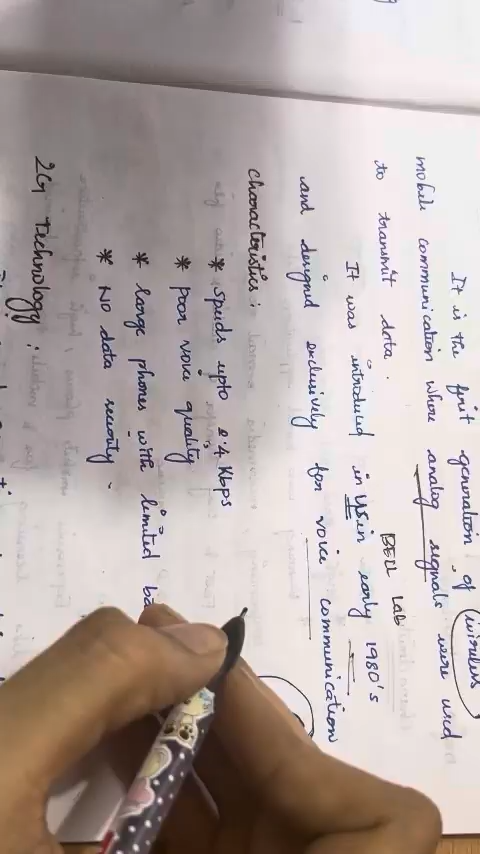 It is the first generation of wireless
mobile communication where analog signals were used
to transmit data.
BELL Lab
It was introduced in US in early 1980's
and designed exclusively for voice communication
characteristics:
* Speeds upto 2.4 Kbps
* poor voice quality
* large phones with limited ba
* No data security.
2G Technology: